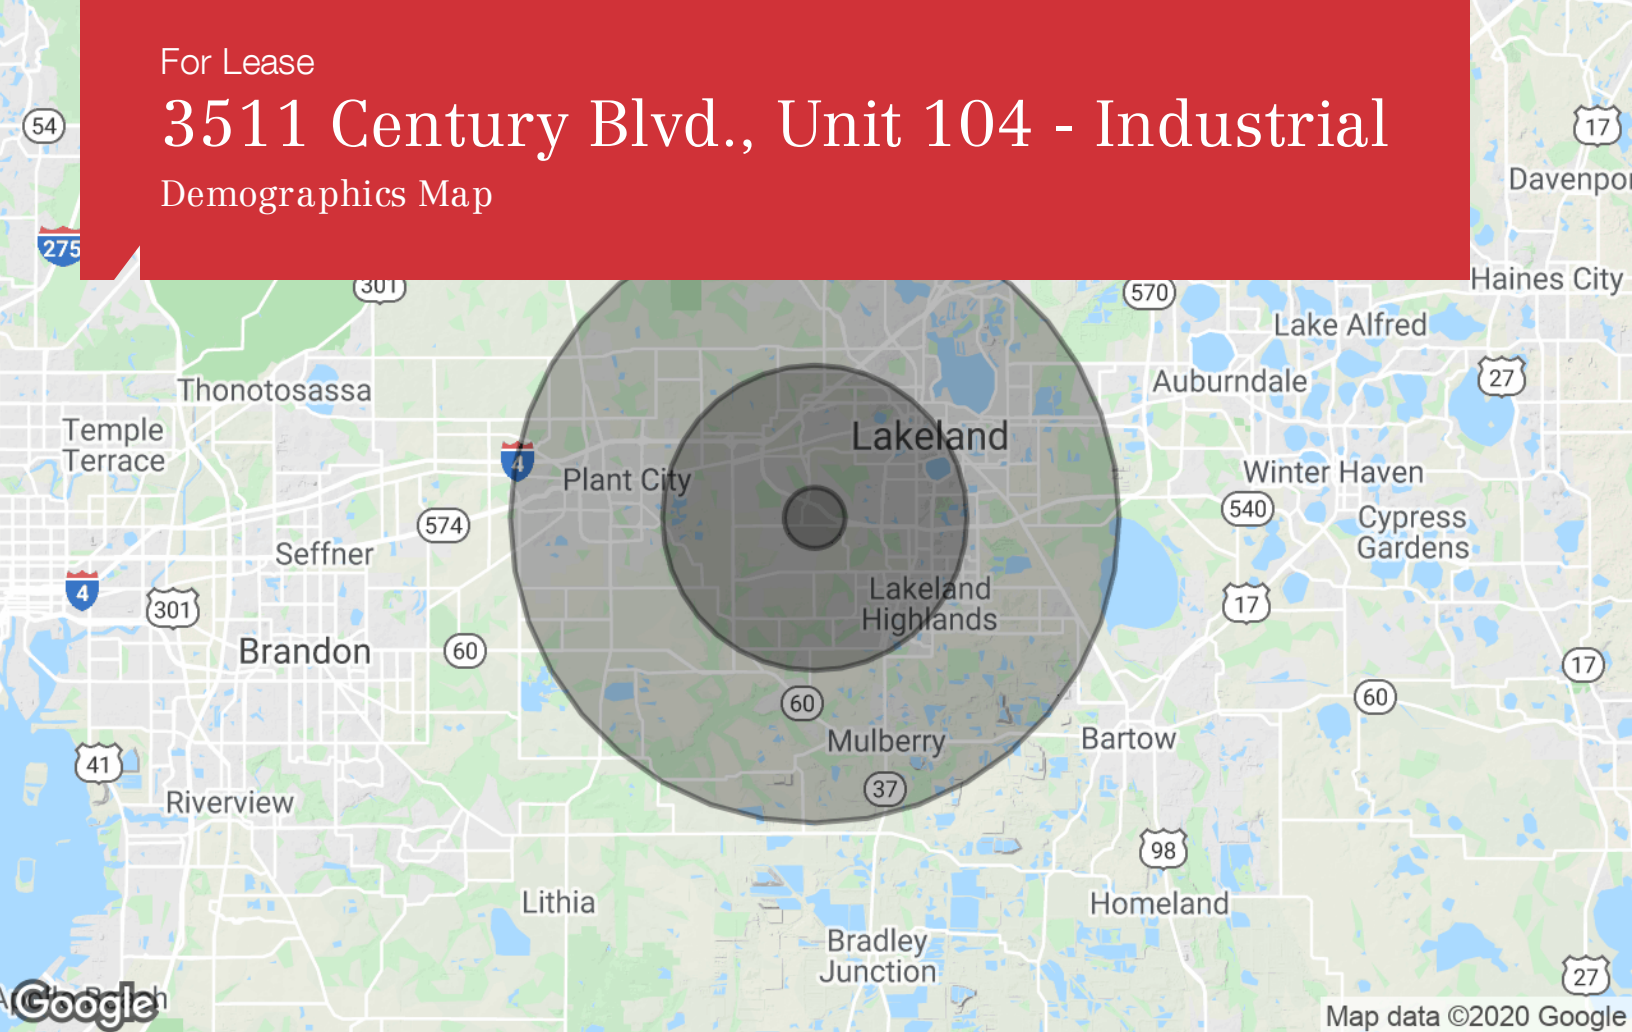 For Lease
3511 Century Blvd., Unit 104 - Industrial
Demographics Map
54
17
Davenpor
275
301
570
Haines City
Lake Alfred
Thonotosassa
Auburndale
27
Temple
Terrace
Lakeland
4
Plant City
Winter Haven
574
540
Cypress
Gardens
Seffner
4
301
Lakeland
Highlands
17
Brandon
60
17
60
60
41
Mulberry
Bartow
37
Riverview
98
Lithia
Homeland
Bradley
Junction
27
Google
Map data ©2020 Google